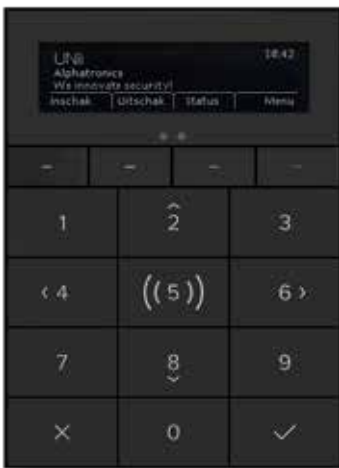 UNii 18:42
Alphatronics
We innovate security!
Inschak Uitschak Status Menu
1 2 3
4 5 6
7 8 9
0